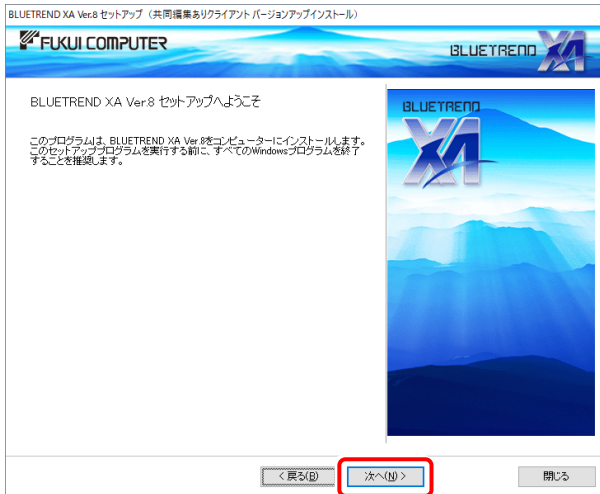 BLUETREND XA Ver.8 セットアップ（共同編集ありクライアント バージョンアップインストール）
FUKUI COMPUTER
BLUETREND XA
BLUETREND XA Ver.8 セットアップへようこそ
BLUETREND
XA
このプログラムは、BLUETREND XA Ver.8をコンピューターにインストールします。
このセットアッププログラムを実行する前に、すべてのWindowsプログラムを終了
することを推奨します。
< 戻る(B)
次へ(N) >
閉じる